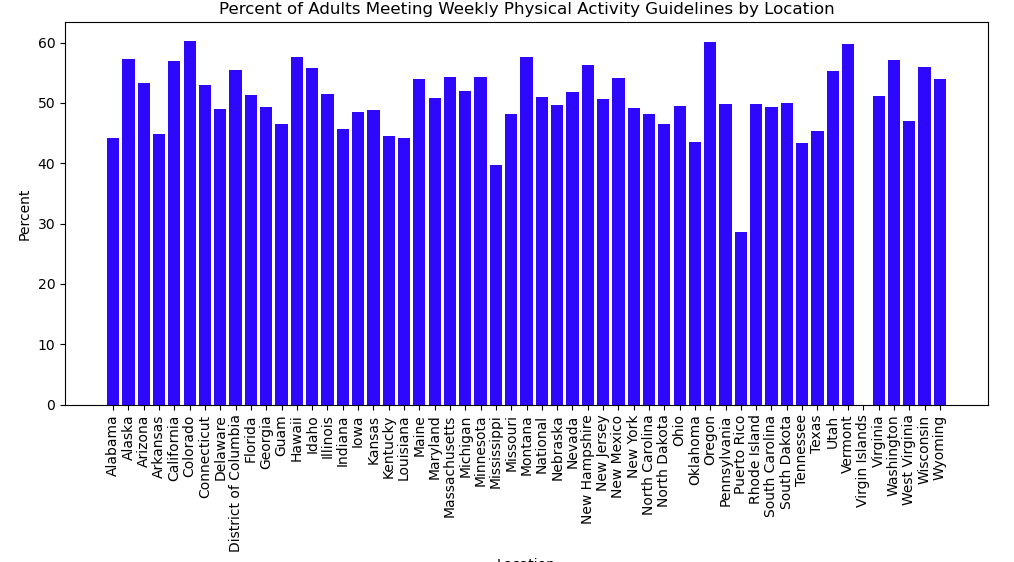 Percent of Adults Meeting Weekly Physical Activity Guidelines by Location
60
50
40
30
20
10
0
Percent
Alabama
Alaska
Arizona
Arkansas
California
Colorado
Connecticut
Delaware
District of Columbia
Florida
Georgia
Guam
Hawaii
Idaho
Illinois
Indiana
Iowa
Kansas
Kentucky
Louisiana
Maine
Maryland
Massachusetts
Michigan
Minnesota
Mississippi
Missouri
Montana
National
Nebraska
Nevada
New Hampshire
New Jersey
New Mexico
New York
North Carolina
North Dakota
Ohio
Oklahoma
Oregon
Pennsylvania
Puerto Rico
Rhode Island
South Carolina
South Dakota
Tennessee
Texas
Utah
Vermont
Virgin Islands
Virginia
Washington
West Virginia
Wisconsin
Wyoming